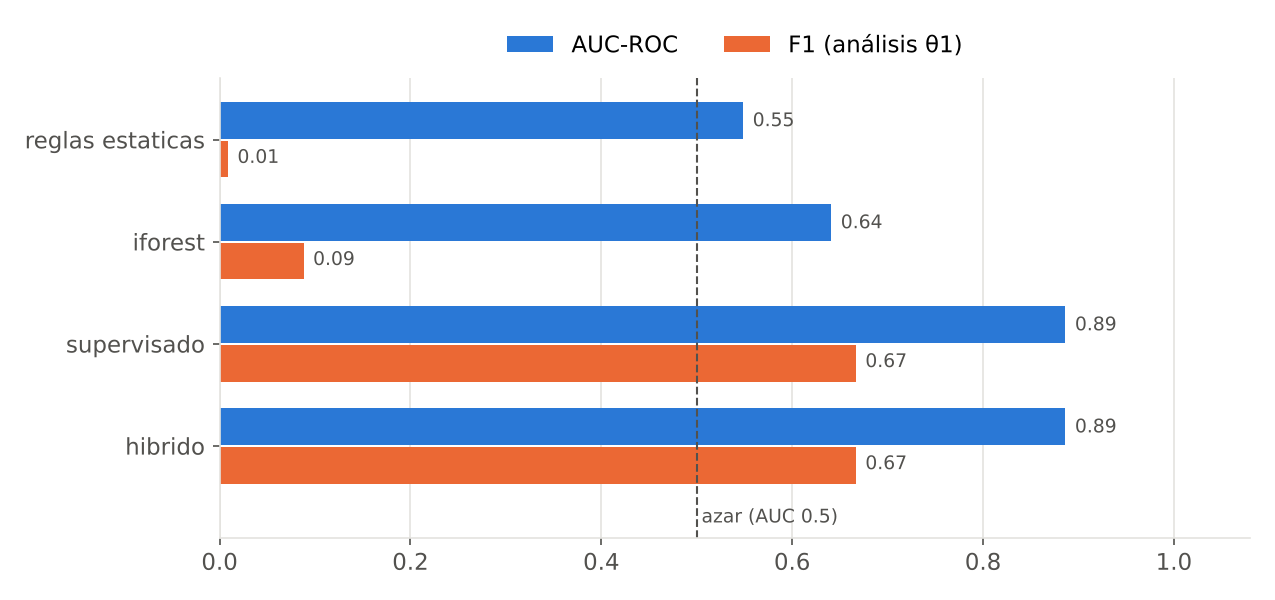 AUC-ROC F1 (análisis θ1)
reglas estaticas 0.55
0.01
iforest 0.64
0.09
supervisado 0.89
0.67
hibrido 0.89
0.67
azar (AUC 0.5)
0.0 0.2 0.4 0.6 0.8 1.0